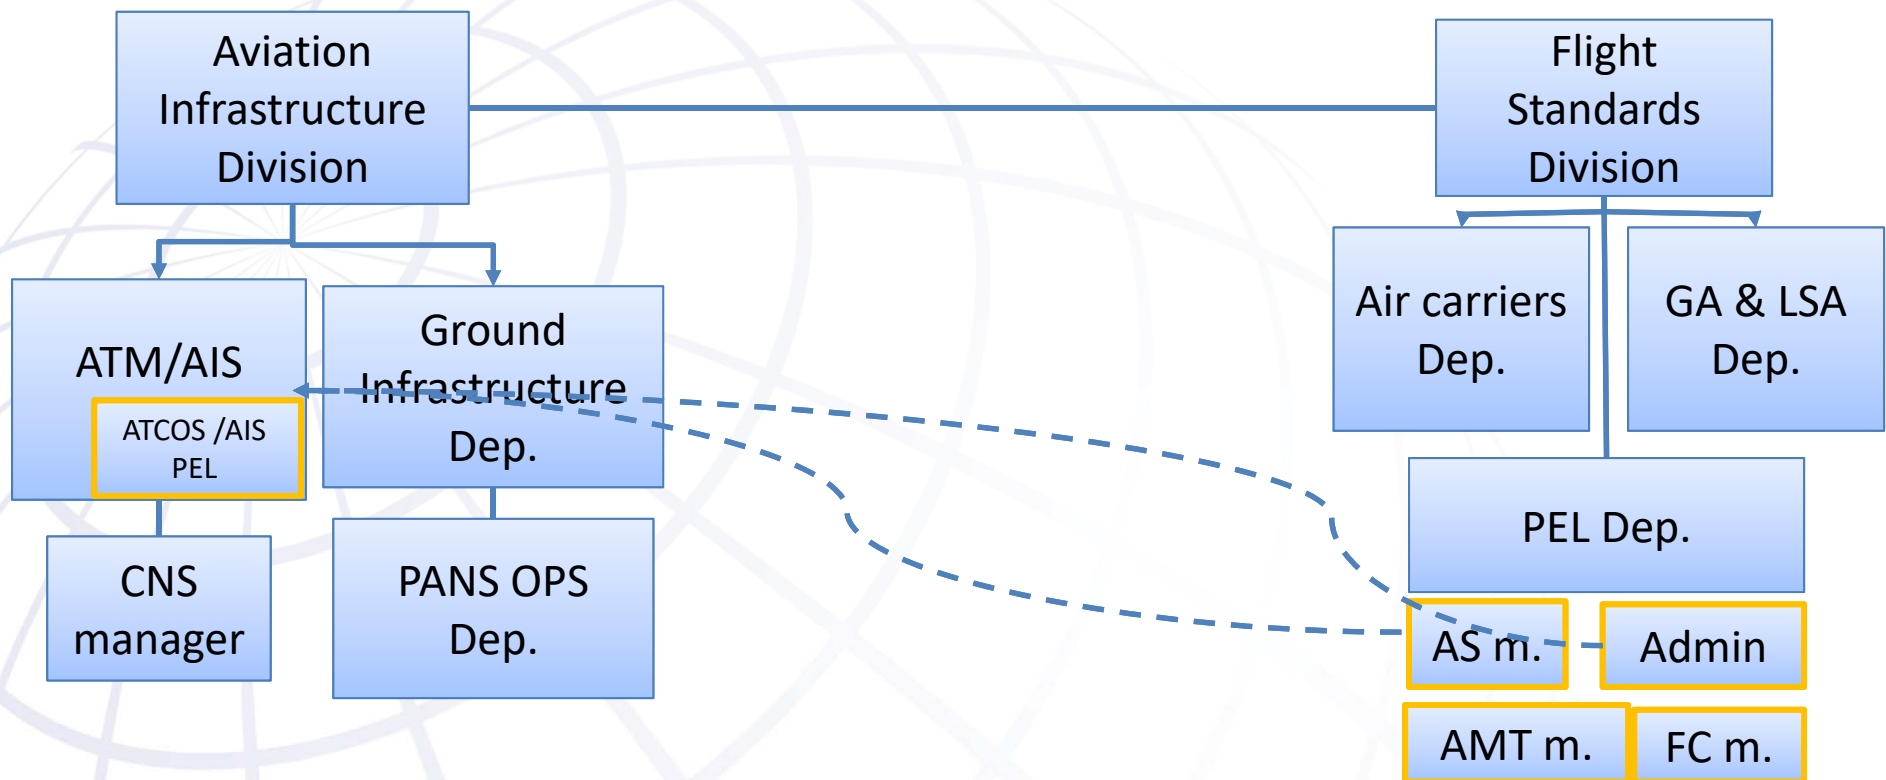 Aviation
Infrastructure
Division
Flight
Standards
Division
ATM/AIS
ATCOS /AIS
PEL
Ground
Infrastructure
Dep.
Air carriers
Dep.
GA & LSA
Dep.
CNS
manager
PANS OPS
Dep.
PEL Dep.
AS m.
Admin
AMT m.
FC m.